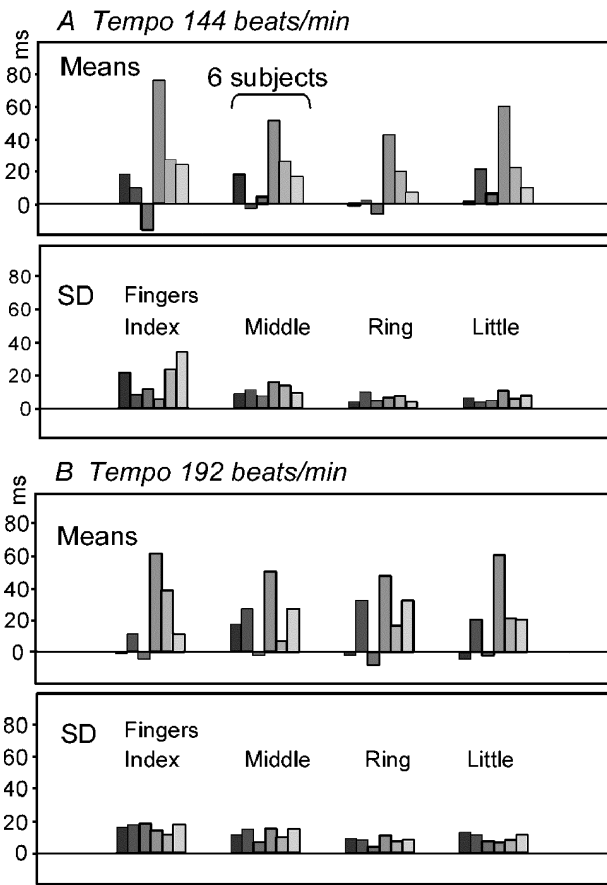 A Tempo 144 beats/min
ms
Means
6 subjects
80
60
40
20
0
80
60
40
20
0
SD
Fingers
Index
Middle
Ring
Little
B Tempo 192 beats/min
ms
Means
80
60
40
20
0
80
60
40
20
0
SD
Fingers
Index
Middle
Ring
Little